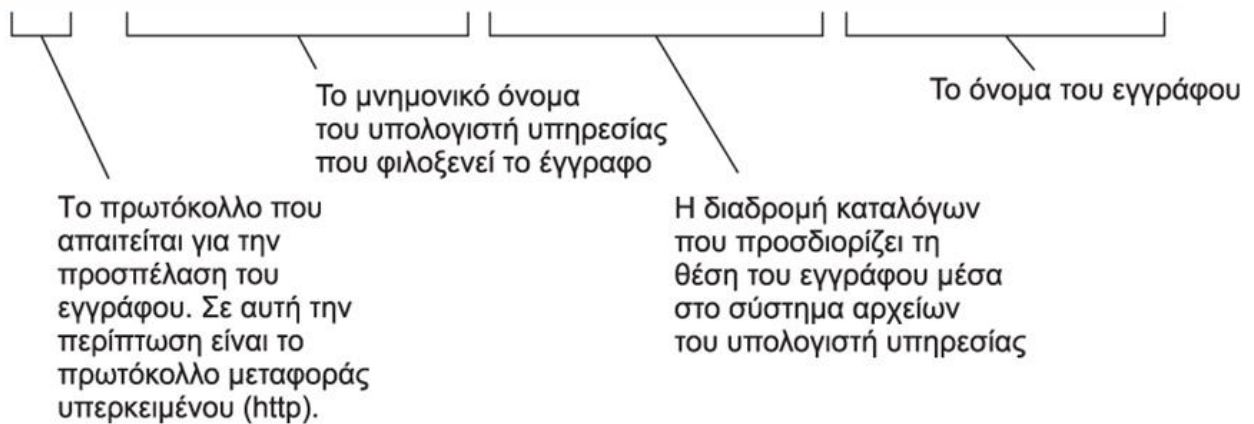 Το μνημονικό όνομα
του υπολογιστή υπηρεσίας
που φιλοξενεί το έγγραφο
Το όνομα του εγγράφου
Το πρωτόκολλο που
απαιτείται για την
προσπέλαση του
εγγράφου. Σε αυτή την
περίπτωση είναι το
πρωτόκολλο μεταφοράς
υπερκειμένου (http).
Η διαδρομή καταλόγων
που προσδιορίζει τη
θέση του εγγράφου μέσα
στο σύστημα αρχείων
του υπολογιστή υπηρεσίας